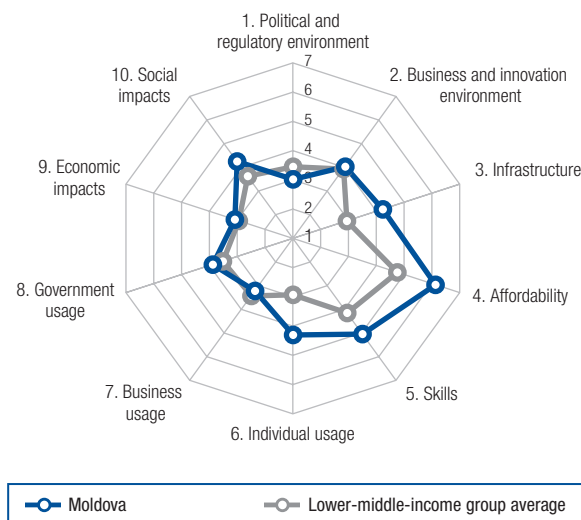 1. Political and
regulatory environment
2. Business and innovation
environment
3. Infrastructure
4. Affordability
5. Skills
6. Individual usage
7. Business
usage
8. Government
usage
9. Economic
impacts
10. Social
impacts
7
6
5
4
3
2
1
Moldova
Lower-middle-income group average